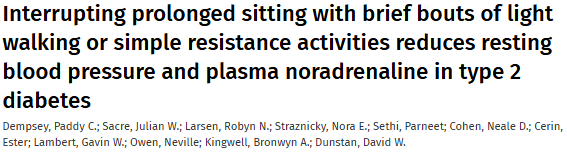 Interrupting prolonged sitting with brief bouts of light
walking or simple resistance activities reduces resting
blood pressure and plasma noradrenaline in type 2
diabetes
Dempsey, Paddy C.; Sacre, Julian W.; Larsen, Robyn N.; Straznicky, Nora E.; Sethi, Parneet; Cohen, Neale D.; Cerin,
Ester; Lambert, Gavin W.; Owen, Neville; Kingwell, Bronwyn A.; Dunstan, David W.